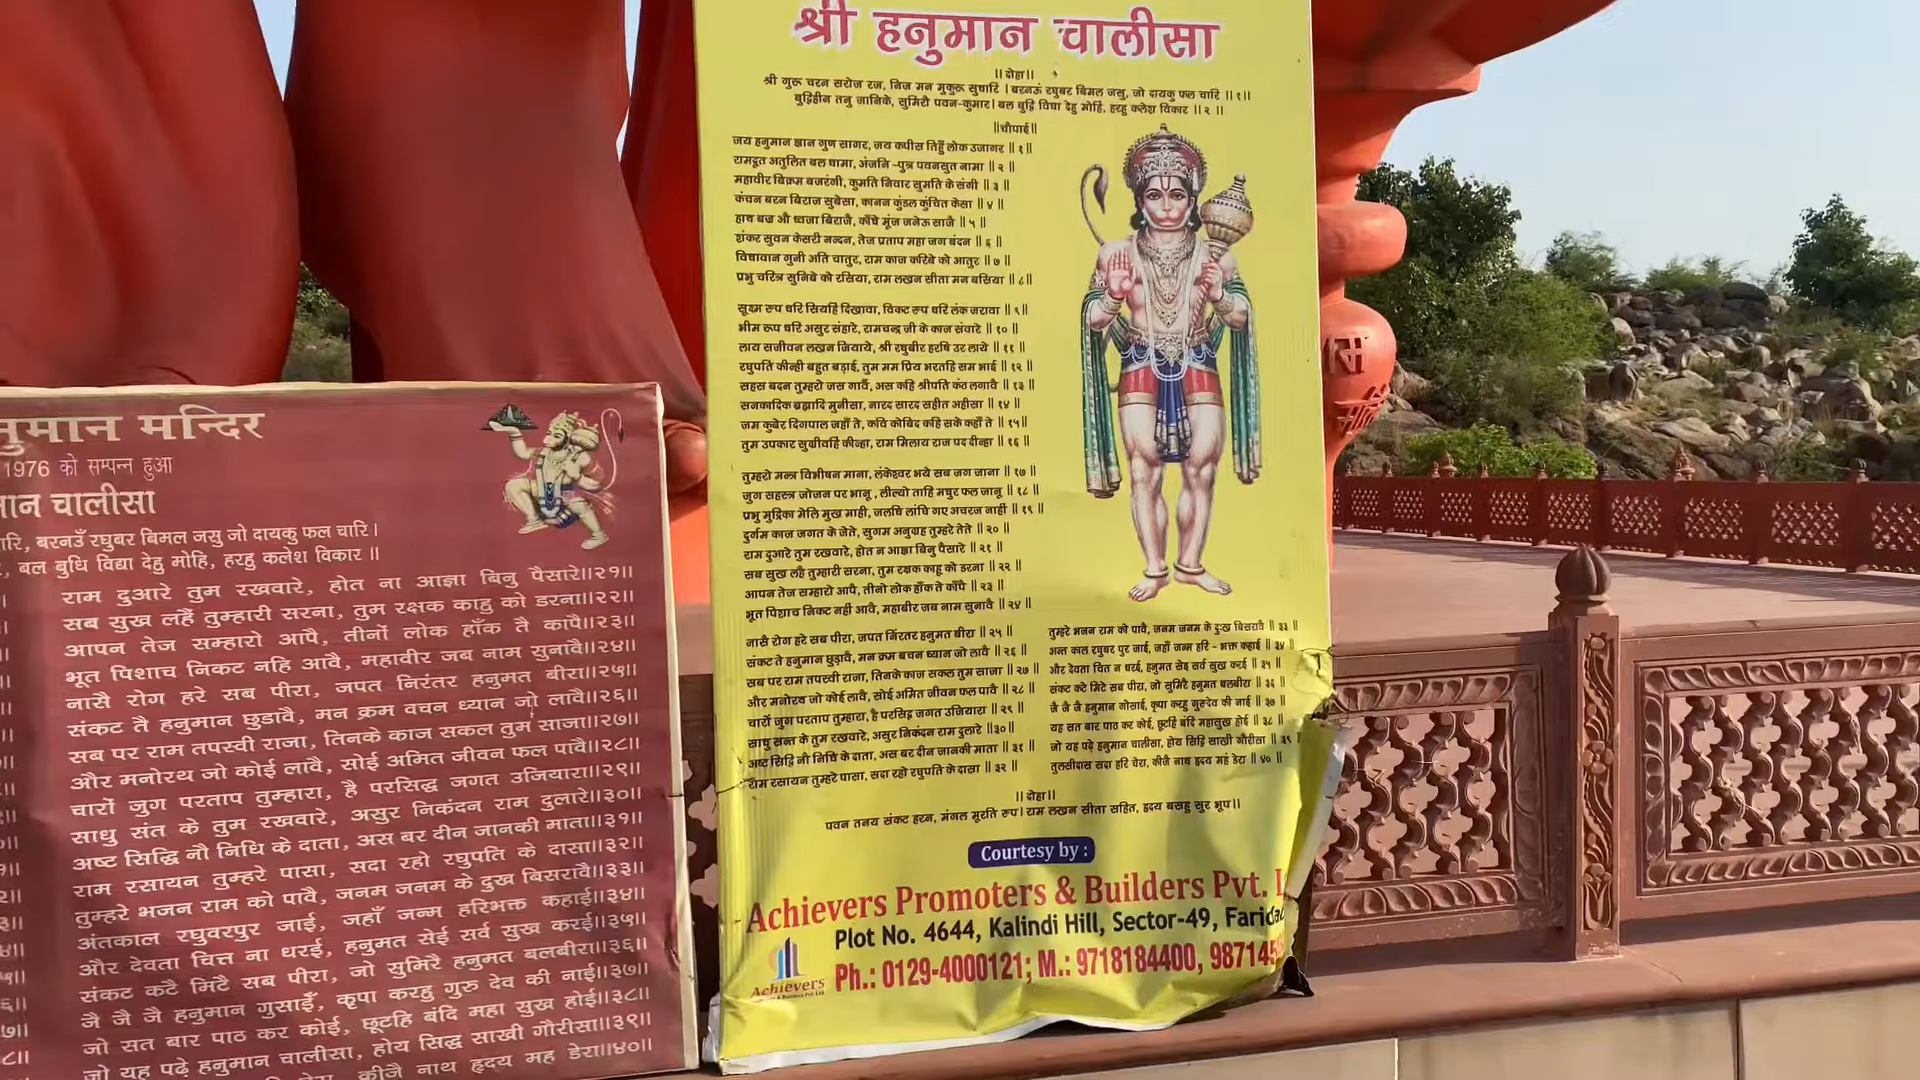 श्री हनुमान चालीसा
॥ दोहा॥
श्री गुरू चरन सरोज रज, निज मन मुकुरू सुधारि । बरनऊं रघुबर बिमल जसु, जो दायकु फल चारि ॥ १॥
बुद्धिहीन तनु जानिके, सुमिरौ पवन-कुमार। बल बुद्धि विद्या देहु मोहिं, हरहु कलेश विकार ॥ २ ॥
॥चौपाई॥
जय हनुमान ज्ञान गुण सागर, जय कपीस तिहुँ लोक उजागर ॥ १॥
रामदूत अतुलित बल धामा, अंजनि -पुत्र पवनसुत नामा ॥ २ ॥
महावीर बिक्रम बजरंगी, कुमति निवार सुमति के संगी ॥ ३ ॥
कंचन बरन बिराज सुबेसा, कानन कुंडल कुंचित केसा ॥ ४ ॥
हाथ बज्र औ ध्वजा बिराजै, काँधे मूंज जनेऊ साजै ॥ ५ ॥
शंकर सुवन केसरी नन्दन, तेज प्रताप महा जग बंदन ॥ ६ ॥
विद्यावान गुनी अति चातुर, राम काज करिबे को आतुर ॥ ७ ॥
प्रभु चरित्र सुनिबे को रसिया, राम लखन सीता मन बसिया ॥ ८॥
सूक्ष्म रूप धरि सियहिं दिखावा, विकट रूप धरि लंक जरावा ॥ ९॥
भीम रूप धरि असुर संहारे, रामचन्द्र जी के काज संवारे ॥ १० ॥
लाय सजीवन लखन जियाये, श्री रघुबीर हरषि उर लाये ॥ ११ ॥
रघुपति कीन्ही बहुत बड़ाई, तुम मम प्रिय भरतहि सम भाई ॥ १२ ॥
सहस बदन तुम्हरो जस गावैं, अस कहि श्रीपति कंठ लगावै ॥ १३ ॥
सनकादिक ब्रह्मादि मुनीसा, नारद सारद सहीत अहीसा ॥ १४ ॥
जम कुबेर दिगपाल जहाँ ते, कवि कोबिद कहि सके कहाँ ते ॥ १५॥
तुम उपकार सुग्रीवहिं कीन्हा, राम मिलाय राज पद दीन्हा ॥ १६ ॥
तुम्हरो मन्त्र विभीषन माना, लंकेश्वर भये सब जग जाना ॥ १७ ॥
जुग सहस्त्र जोजन पर भानू , लील्यो ताहि मधुर फल जानू ॥ १८ ॥
प्रभु मुद्रिका मेलि मुख माही, जलधि लांघि गए अचरज नाहीं ॥ १९ ॥
दुर्गम काज जगत के जेते, सुगम अनुग्रह तुम्हरे तेते ॥ २० ॥
राम दुआरे तुम रखवारे, होत न आज्ञा बिनु पैसारे ॥ २१ ॥
सब सुख लहै तुम्हारी सरना, तुम रक्षक काहू को डरना ॥ २२ ॥
आपन तेज सम्हारो आपै, तीनो लोक हाँक ते काँपै ॥ २३ ॥
भूत पिशाच निकट नहीं आवै, महाबीर जब नाम सुनावै ॥ २४ ॥
नासै रोग हरे सब पीरा, जपत निरंतर हनुमत बीरा ॥ २५ ॥
संकट ते हनुमान छुड़ावै, मन क्रम बचन ध्यान जो लावै ॥ २६ ॥
सब पर राम तपस्वी राजा, तिनके काज सकल तुम साजा ॥ २७ ॥
और मनोरथ जो कोई लावै, सोई अमित जीवन फल पावै ॥ २८ ॥
चारों जुग परताप तुम्हारा, है परसिद्ध जगत उजियारा ॥ २९ ॥
साधु सन्त के तुम रखवारे, असुर निकंदन राम दुलारे ॥३०॥
अष्ट सिद्धि नौ निधि के दाता, अस बर दीन जानकी माता ॥ ३१ ॥
राम रसायन तुम्हरे पासा, सदा रहो रघुपति के दासा ॥ ३२ ॥
तुम्हरे भजन राम को पावै, जनम जनम के दुःख बिसरावै ॥ ३३ ॥
अन्त काल रघुबर पुर जाई, जहाँ जन्म हरि - भक्त कहाई ॥ ३४ ॥
और देवता चित न धरई, हनुमत सेइ सर्व सुख करई ॥ ३५ ॥
संकट कटे मिटे सब पीरा, जो सुमिरै हनुमत बलबीरा ॥ ३६ ॥
जै जै जै हनुमान गोसाई, कृपा करहु गुरुदेव की नाई ॥ ३७ ॥
यह सत बार पाठ कर कोई, छूटहि बंदि महासुख होई ॥ ३८ ॥
जो यह पढ़े हनुमान चालीसा, होय सिद्धि साखी गौरीसा ॥ ३९ ॥
तुलसीदास सदा हरि चेरा, कीजै नाथ ह्रदय महं डेरा ॥ ४० ॥
॥ दोहा॥
पवन तनय संकट हरन, मंगल मूरति रूप। राम लखन सीता सहित, ह्रदय बसहु सुर भूप॥
Courtesy by :
Achievers Promoters & Builders Pvt.
Plot No. 4644, Kalindi Hill, Sector-49,
Ph.: 0129-4000121; M.: 9718184400,
Achievers
नुमान मन्दिर
1976 को सम्पन्न हुआ
मान चालीसा
बरनउँ रघुबर बिमल जसु जो दायकु फल चारि।
बल बुधि विद्या देहु मोहि, हरहु कलेश विकार ॥
राम दुआरे तुम रखवारे, होत ना आज्ञा बिनु पैसारे॥२१॥
सब सुख लहैं तुम्हारी सरना, तुम रक्षक काहु को डरना॥२२॥
आपन तेज सम्हारो आपै, तीनों लोक हाँक तै कापै॥२३॥
भूत पिशाच निकट नहि आवै, महावीर जब नाम सुनावै॥२४॥
नासै रोग हरे सब पीरा, जपत निरंतर हनुमत बीरा॥२५॥
संकट तै हनुमान छुडावै, मन क्रम वचन ध्यान जो लावै॥२६॥
सब पर राम तपस्वी राजा, तिनके काज सकल तुम साजा॥२७॥
और मनोरथ जो कोई लावै, सोई अमित जीवन फल पावै॥२८॥
चारों जुग परताप तुम्हारा, है परसिद्ध जगत उजियारा॥२९॥
साधु संत के तुम रखवारे, असुर निकंदन राम दुलारे॥३०॥
अष्ट सिद्धि नौ निधि के दाता, अस बर दीन जानकी माता॥३१॥
राम रसायन तुम्हरे पासा, सदा रहो रघुपति के दासा॥३२॥
तुम्हरे भजन राम को पावै, जनम जनम के दुख बिसरावै॥३३॥
अंतकाल रघुवरपुर जाई, जहाँ जन्म हरिभक्त कहाई॥३४॥
और देवता चित्त ना धरई, हनुमत सेई सर्व सुख करई॥३५॥
संकट कटै मिटै सब पीरा, जो सुमिरै हनुमत बलबीरा॥३६॥
जै जै जै हनुमान गुसाईं, कृपा करहु गुरु देव की नाई॥३७॥
जो सत बार पाठ कर कोई, छूटहि बंदि महा सुख होई॥३८॥
जो यह पढ़े हनुमान चालीसा, होय सिद्ध साखी गौरीसा॥३९॥
कीजै नाथ हृदय मह डेरा॥४०॥